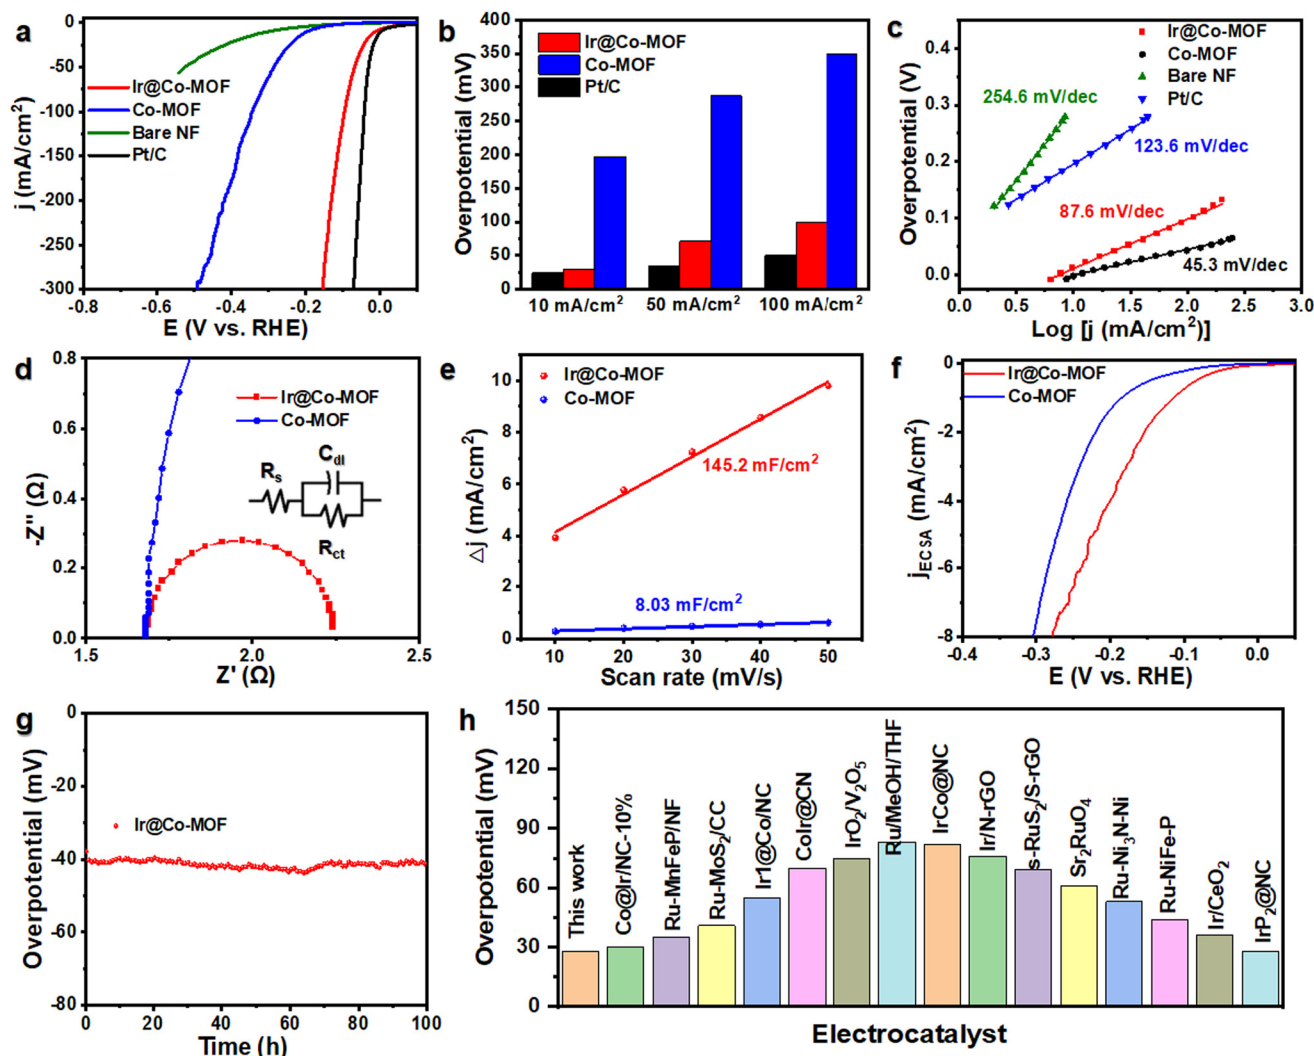 a
j (mA/cm²)
0
-50
-100
-150
-200
-250
-300
Ir@Co-MOF
Co-MOF
Bare NF
Pt/C
-0.8
-0.6
-0.4
-0.2
0.0
E (V vs. RHE)
b
Overpotential (mV)
400
350
300
250
200
150
100
50
0
Ir@Co-MOF
Co-MOF
Pt/C
10 mA/cm²
50 mA/cm²
100 mA/cm²
c
Overpotential (V)
0.4
0.3
0.2
0.1
0.0
Ir@Co-MOF
Co-MOF
Bare NF
Pt/C
254.6 mV/dec
123.6 mV/dec
87.6 mV/dec
45.3 mV/dec
0.0
0.5
1.0
1.5
2.0
2.5
3.0
Log [j (mA/cm²)]
d
-Z'' (Ω)
0.8
0.6
0.4
0.2
0.0
Ir@Co-MOF
Co-MOF
Rs
Cdl
Rct
1.5
2.0
2.5
Z' (Ω)
e
△j (mA/cm²)
10
8
6
4
2
0
Ir@Co-MOF
Co-MOF
145.2 mF/cm²
8.03 mF/cm²
10
20
30
40
50
Scan rate (mV/s)
f
jECSA (mA/cm²)
0
-2
-4
-6
-8
Ir@Co-MOF
Co-MOF
-0.4
-0.3
-0.2
-0.1
0.0
E (V vs. RHE)
g
Overpotential (mV)
0
-20
-40
-60
-80
Ir@Co-MOF
0
20
40
60
80
100
Time (h)
h
Overpotential (mV)
150
120
90
60
30
0
This work
Co@Ir/NC-10%
Ru-MnFeP/NF
Ru-MoS₂/CC
Ir1@Co/NC
CoIr@CN
IrO₂/V₂O₅
Ru/MeOH/THF
IrCo@NC
Ir/N-rGO
s-RuS₂/S-rGO
Sr₂RuO₄
Ru-Ni₃N-Ni
Ru-NiFe-P
Ir/CeO₂
IrP₂@NC
Electrocatalyst